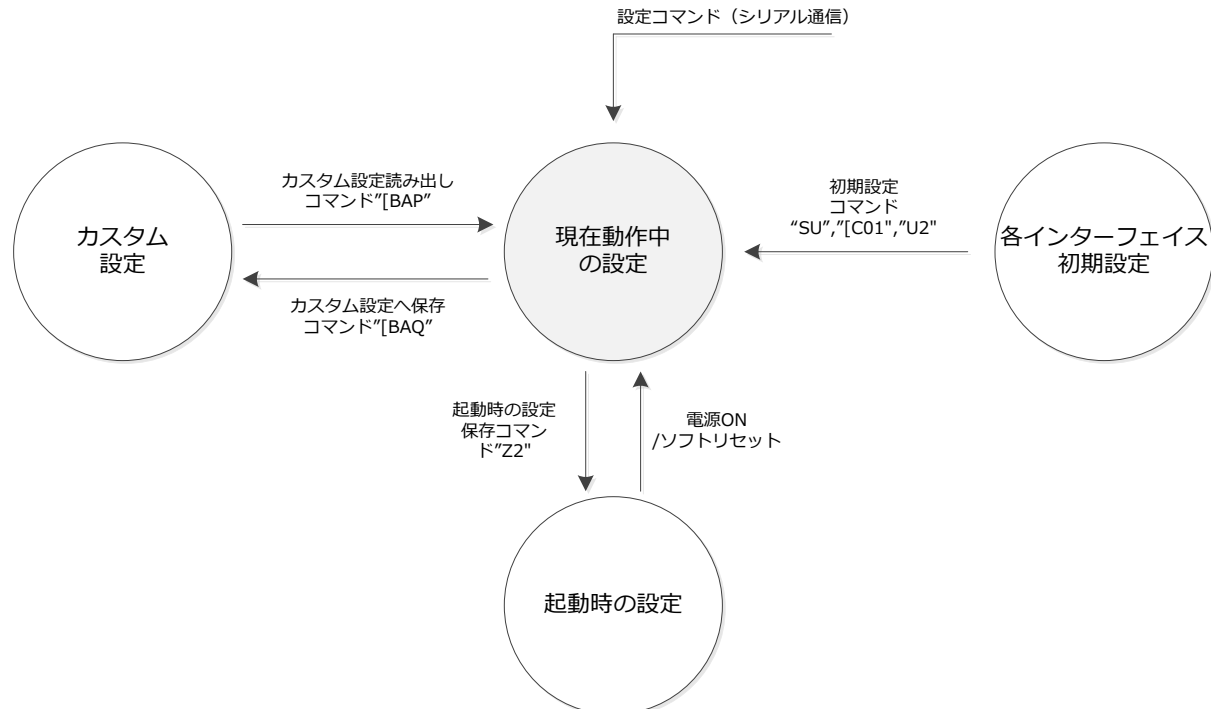 設定コマンド（シリアル通信）
カスタム設定読み出し
コマンド”[BAP”
初期設定
コマンド
“SU”,”[C01",”U2"
カスタム
設定
現在動作中
の設定
各インターフェイス
初期設定
カスタム設定へ保存
コマンド”[BAQ”
起動時の設定
保存コマン
ド”Z2"
電源ON
/ソフトリセット
起動時の設定